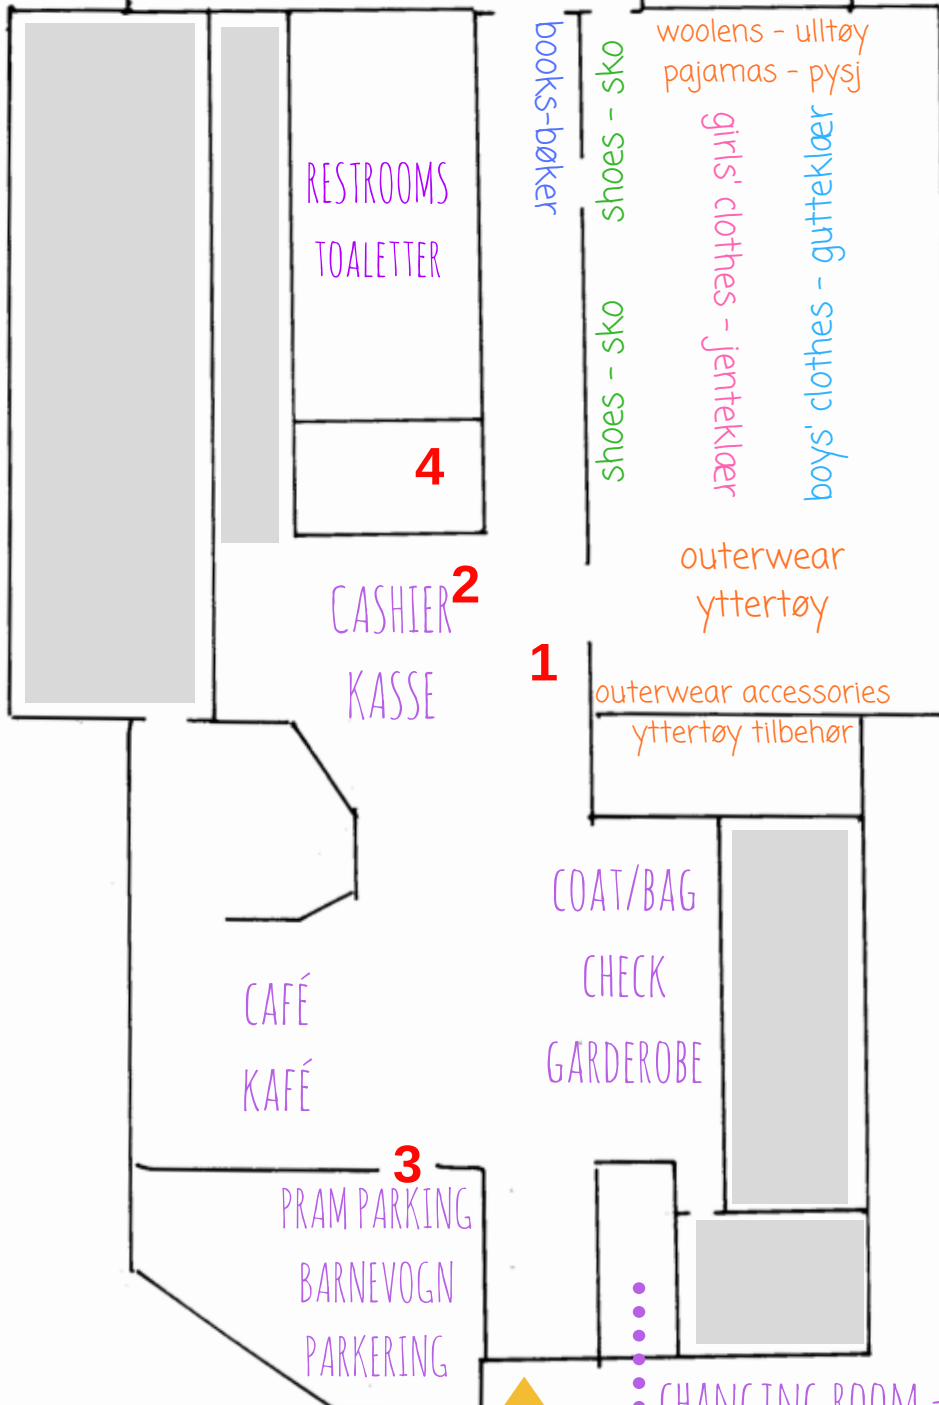 books-bøker
shoes - sko
woolens - ulltøy
pajamas - pysj
girls' clothes - jenteklær
boys' clothes - gutteklær
RESTROOMS
TOALETTER
shoes - sko
4
outerwear
yttertøy
2
CASHIER
KASSE
1
outerwear accessories
yttertøy tilbehør
COAT/BAG
CHECK
GARDEROBE
CAFÉ
KAFÉ
3
PRAM PARKING
BARNEVOGN
PARKERING
CHANGING ROOM -